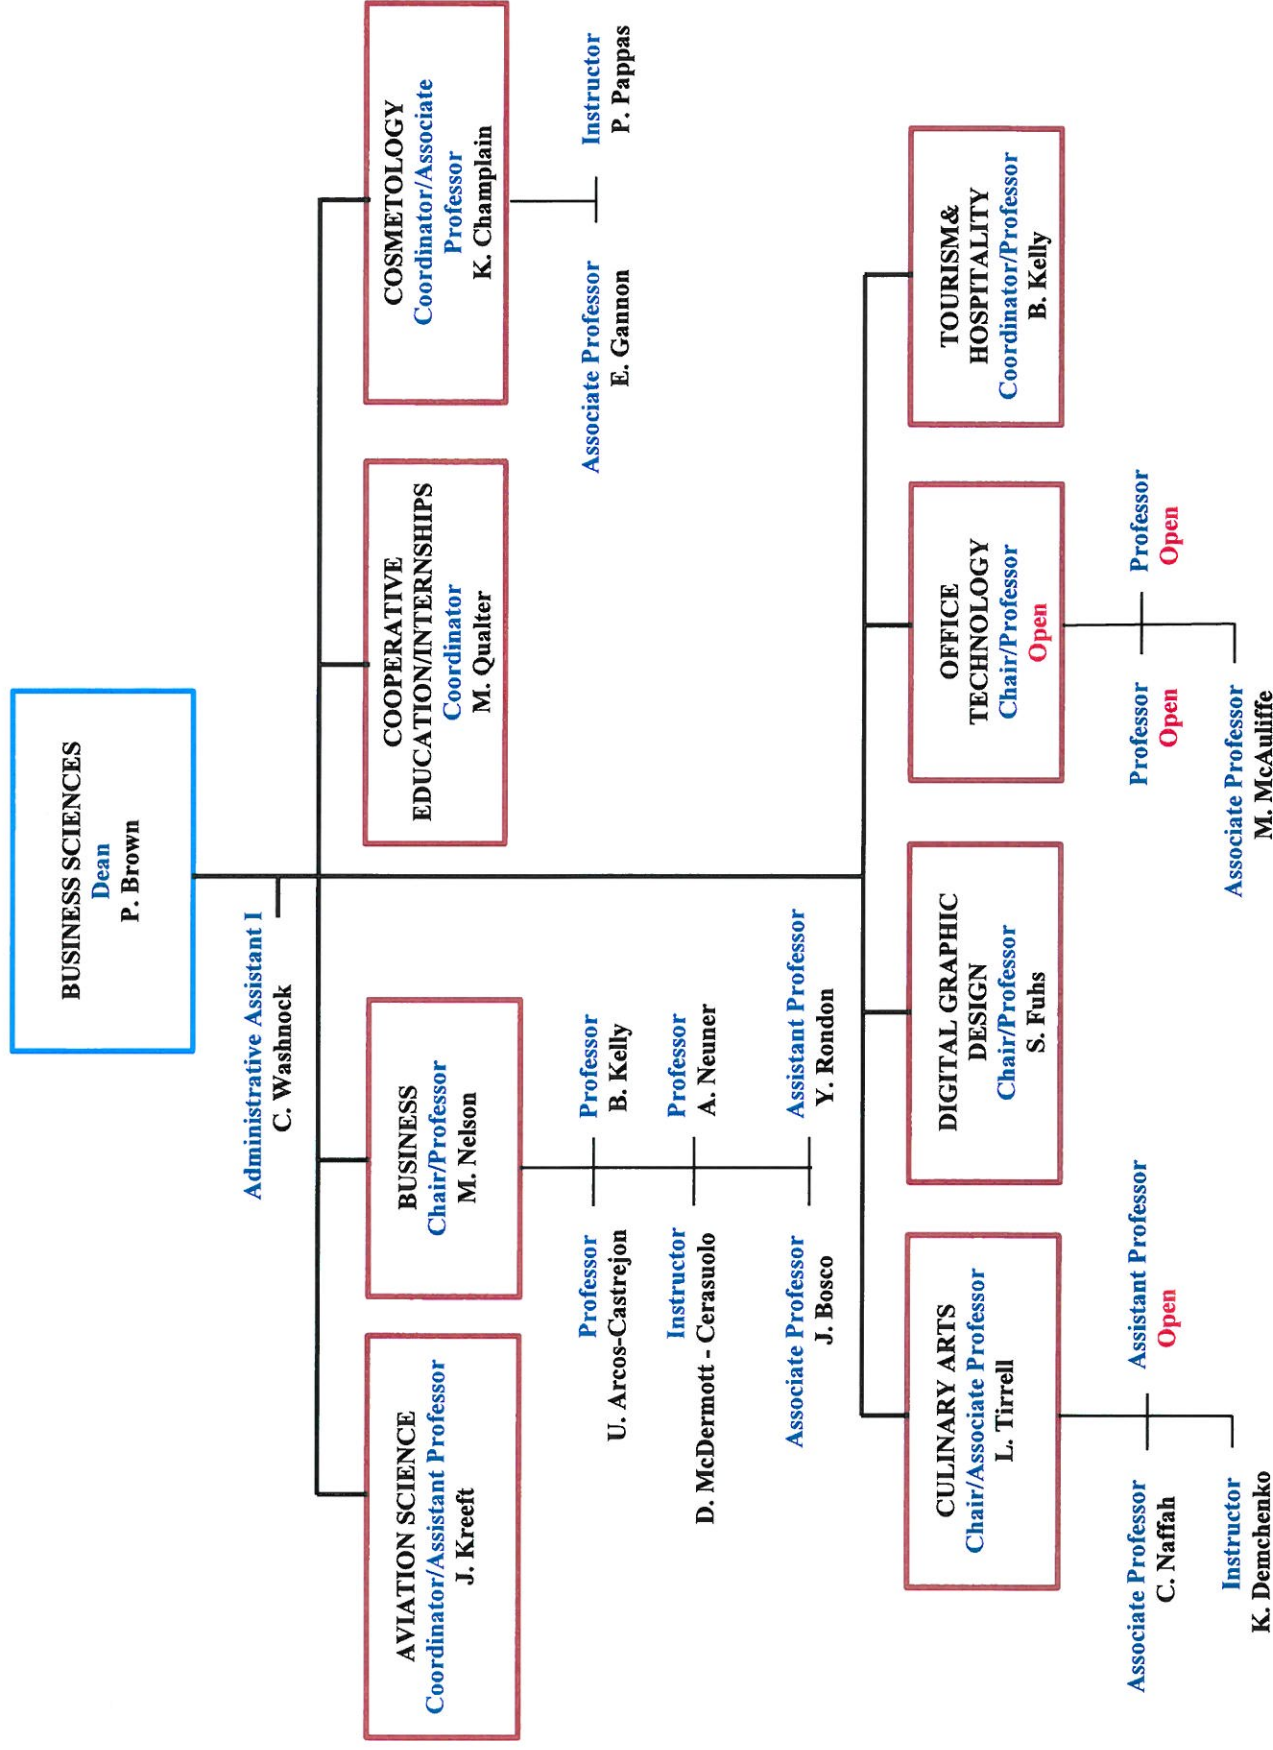 BUSINESS SCIENCES
Dean
P. Brown
Administrative Assistant I
C. Washnock
AVIATION SCIENCE
Coordinator/Assistant Professor
J. Kreeft
BUSINESS
Chair/Professor
M. Nelson
Professor
U. Arcos-Castrejon
Professor
B. Kelly
Instructor
D. McDermott - Cerasuolo
Professor
A. Neuner
Associate Professor
J. Bosco
Assistant Professor
Y. Rondon
COOPERATIVE
EDUCATION/INTERNSHIPS
Coordinator
M. Qualter
COSMETOLOGY
Coordinator/Associate
Professor
K. Champlain
Associate Professor
E. Gannon
Instructor
P. Pappas
CULINARY ARTS
Chair/Associate Professor
L. Tirrell
Associate Professor
C. Naffah
Assistant Professor
Open
Instructor
K. Demchenko
DIGITAL GRAPHIC
DESIGN
Chair/Professor
S. Fuhs
OFFICE
TECHNOLOGY
Chair/Professor
Open
Professor
Open
Professor
Open
Associate Professor
M. McAuliffe
TOURISM&
HOSPITALITY
Coordinator/Professor
B. Kelly